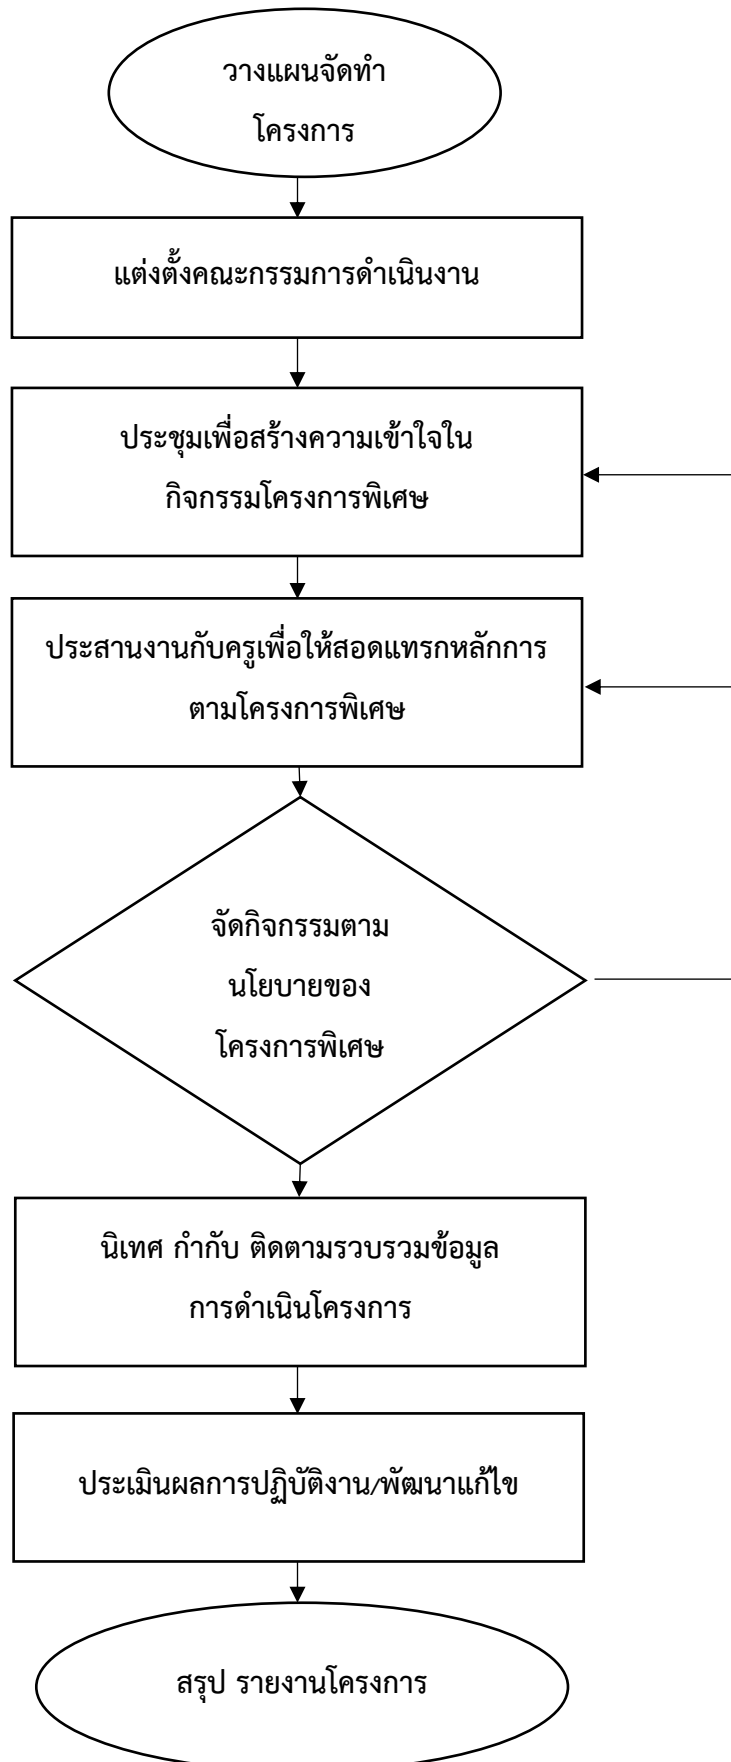 วางแผนจัดทำ
โครงการ
แต่งตั้งคณะกรรมการดำเนินงาน
ประชุมเพื่อสร้างความเข้าใจใน
กิจกรรมโครงการพิเศษ
ประสานงานกับครูเพื่อให้สอดแทรกหลักการ
ตามโครงการพิเศษ
จัดกิจกรรมตาม
นโยบายของ
โครงการพิเศษ
นิเทศ กำกับ ติดตามรวบรวมข้อมูล
การดำเนินโครงการ
ประเมินผลการปฏิบัติงาน/พัฒนาแก้ไข
สรุป รายงานโครงการ